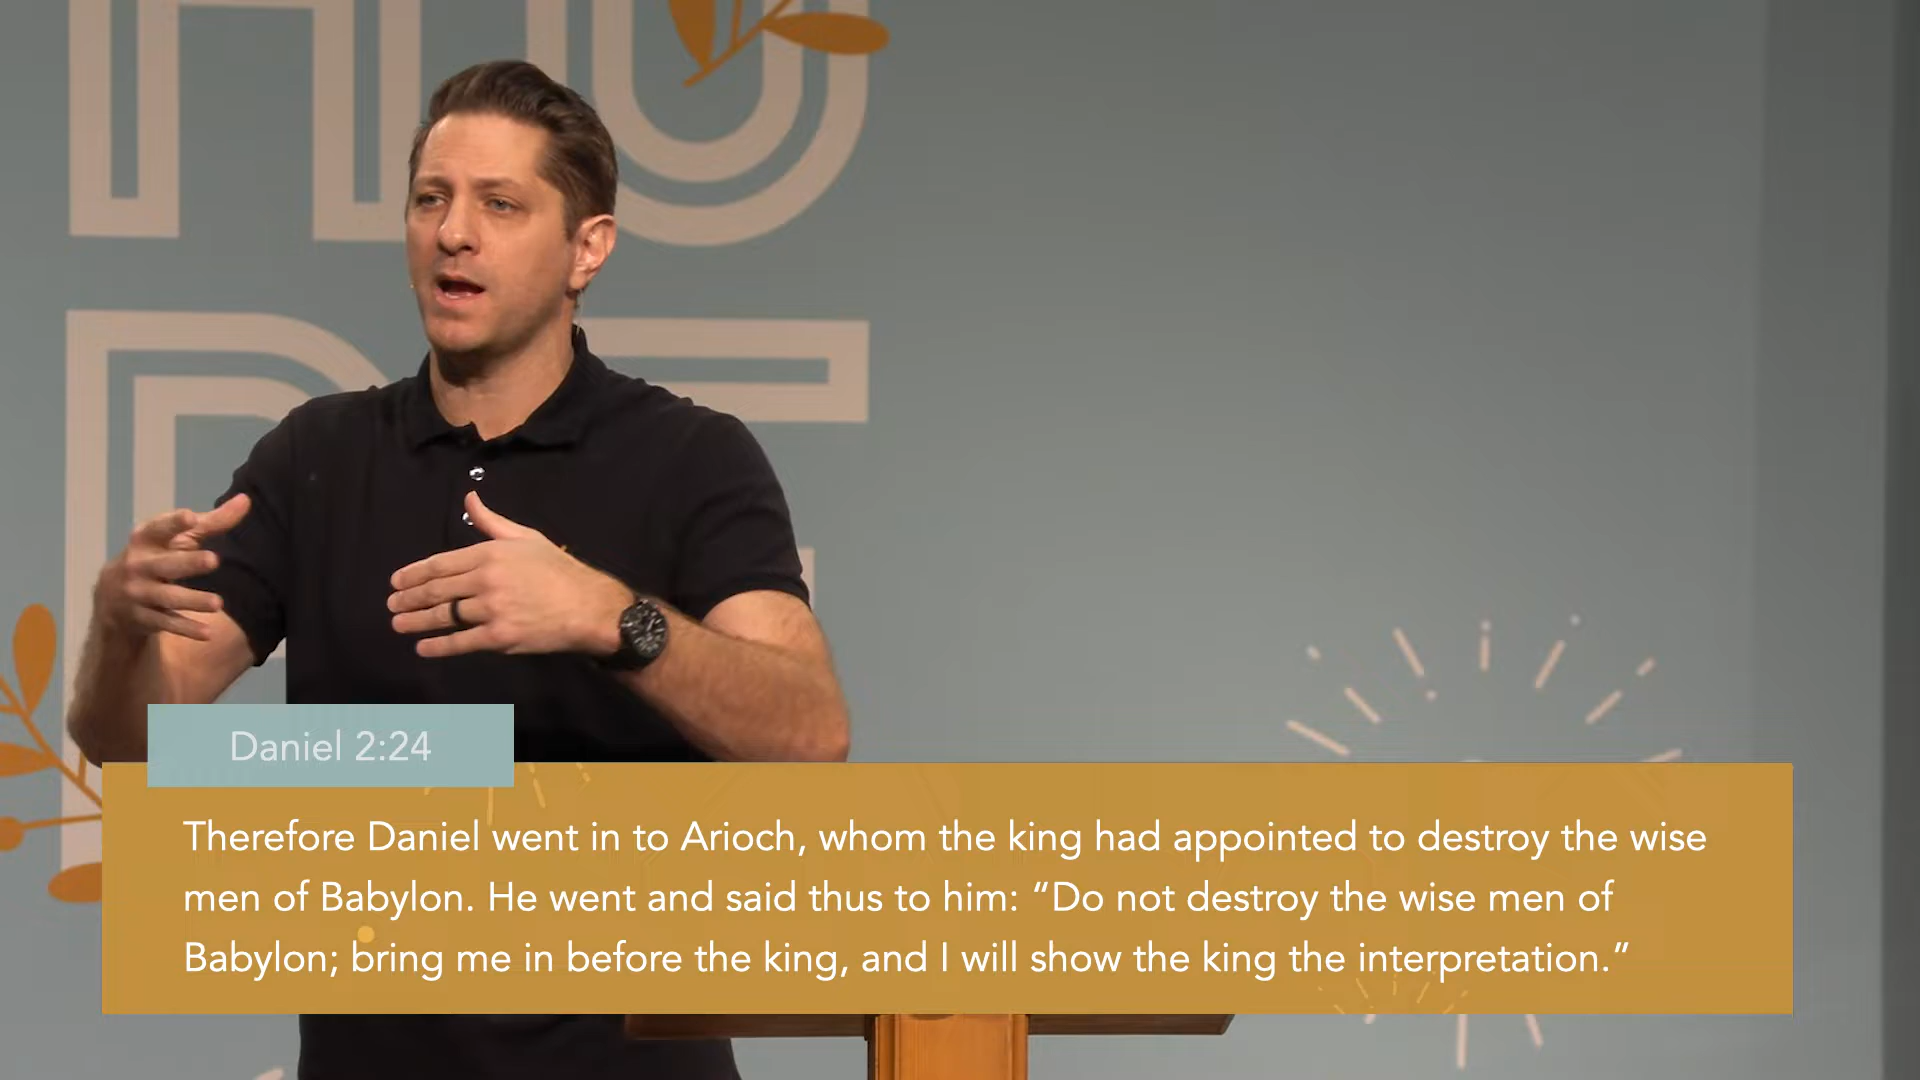 HO
PE
Daniel 2:24
Therefore Daniel went in to Arioch, whom the king had appointed to destroy the wise
men of Babylon. He went and said thus to him: “Do not destroy the wise men of
Babylon; bring me in before the king, and I will show the king the interpretation.”